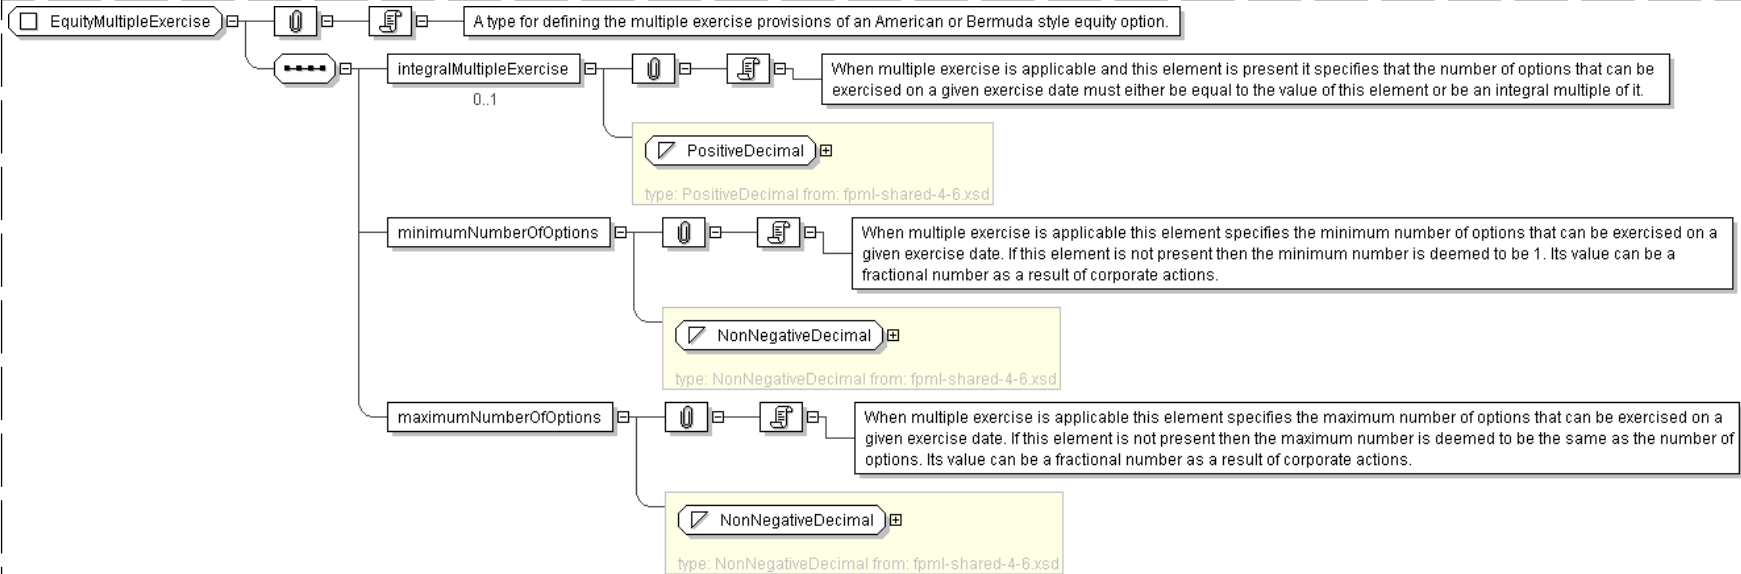 EquityMultipleExercise
A type for defining the multiple exercise provisions of an American or Bermuda style equity option.
integralMultipleExercise
0..1
When multiple exercise is applicable and this element is present it specifies that the number of options that can be
exercised on a given exercise date must either be equal to the value of this element or be an integral multiple of it.
PositiveDecimal
type: PositiveDecimal from: fpml-shared-4-6.xsd
minimumNumberOfOptions
When multiple exercise is applicable this element specifies the minimum number of options that can be exercised on a
given exercise date. If this element is not present then the minimum number is deemed to be 1. Its value can be a
fractional number as a result of corporate actions.
NonNegativeDecimal
type: NonNegativeDecimal from: fpml-shared-4-6.xsd
maximumNumberOfOptions
When multiple exercise is applicable this element specifies the maximum number of options that can be exercised on a
given exercise date. If this element is not present then the maximum number is deemed to be the same as the number of
options. Its value can be a fractional number as a result of corporate actions.
NonNegativeDecimal
type: NonNegativeDecimal from: fpml-shared-4-6.xsd